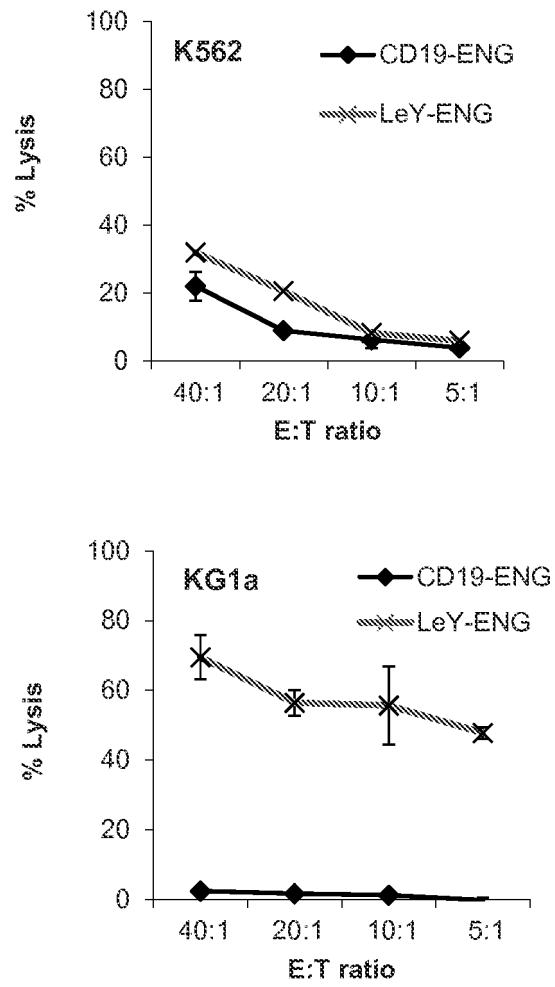 100
K562
CD19-ENG
80
LeY-ENG
60
% Lysis
40
20
0
40:1 20:1 10:1 5:1
E:T ratio
100
KG1a
CD19-ENG
80
LeY-ENG
60
% Lysis
40
20
0
40:1 20:1 10:1 5:1
E:T ratio